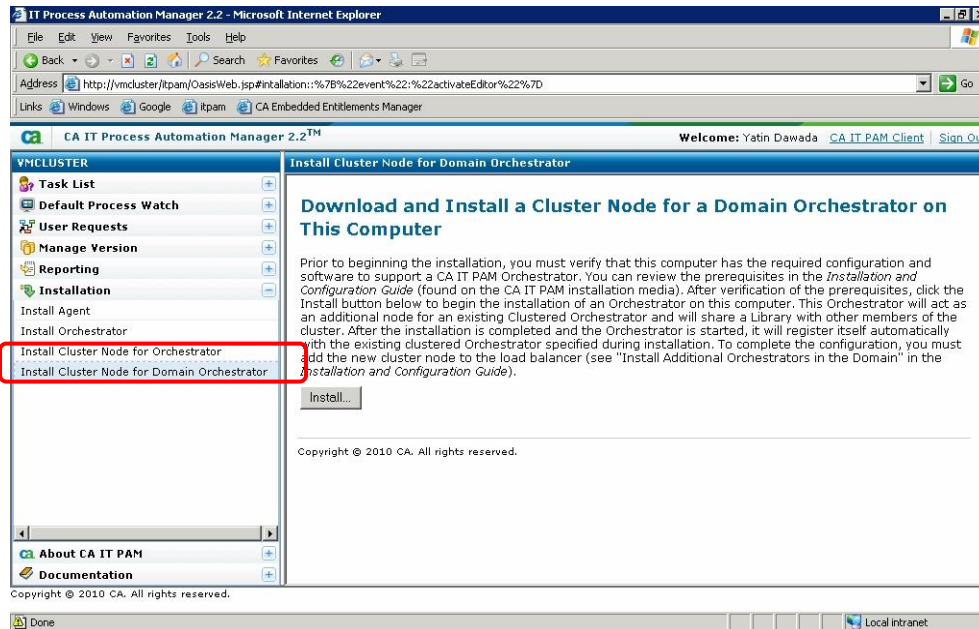 IT Process Automation Manager 2.2 - Microsoft Internet Explorer
File Edit View Favorites Tools Help
Back Search Favorites
Address http://vmcluster/itpam/OasisWeb.jsp#intallation::%7B%22event%22:%22activateEditor%22%7D Go
Links Windows Google itpam CA Embedded Entitlements Manager
ca CA IT Process Automation Manager 2.2™ Welcome: Yatin Dawada CA IT PAM Client Sign Ou
VMCLUSTER
Task List
Default Process Watch
User Requests
Manage Version
Reporting
Installation
Install Agent
Install Orchestrator
Install Cluster Node for Orchestrator
Install Cluster Node for Domain Orchestrator
ca About CA IT PAM
Documentation
Install Cluster Node for Domain Orchestrator
Download and Install a Cluster Node for a Domain Orchestrator on
This Computer
Prior to beginning the installation, you must verify that this computer has the required configuration and
software to support a CA IT PAM Orchestrator. You can review the prerequisites in the Installation and
Configuration Guide (found on the CA IT PAM installation media). After verification of the prerequisites, click the
Install button below to begin the installation of an Orchestrator on this computer. This Orchestrator will act as
an additional node for an existing Clustered Orchestrator and will share a Library with other members of the
cluster. After the installation is completed and the Orchestrator is started, it will register itself automatically
with the existing clustered Orchestrator specified during installation. To complete the configuration, you must
add the new cluster node to the load balancer (see "Install Additional Orchestrators in the Domain" in the
Installation and Configuration Guide).
Install...
Copyright © 2010 CA. All rights reserved.
Copyright © 2010 CA. All rights reserved.
Done Local intranet